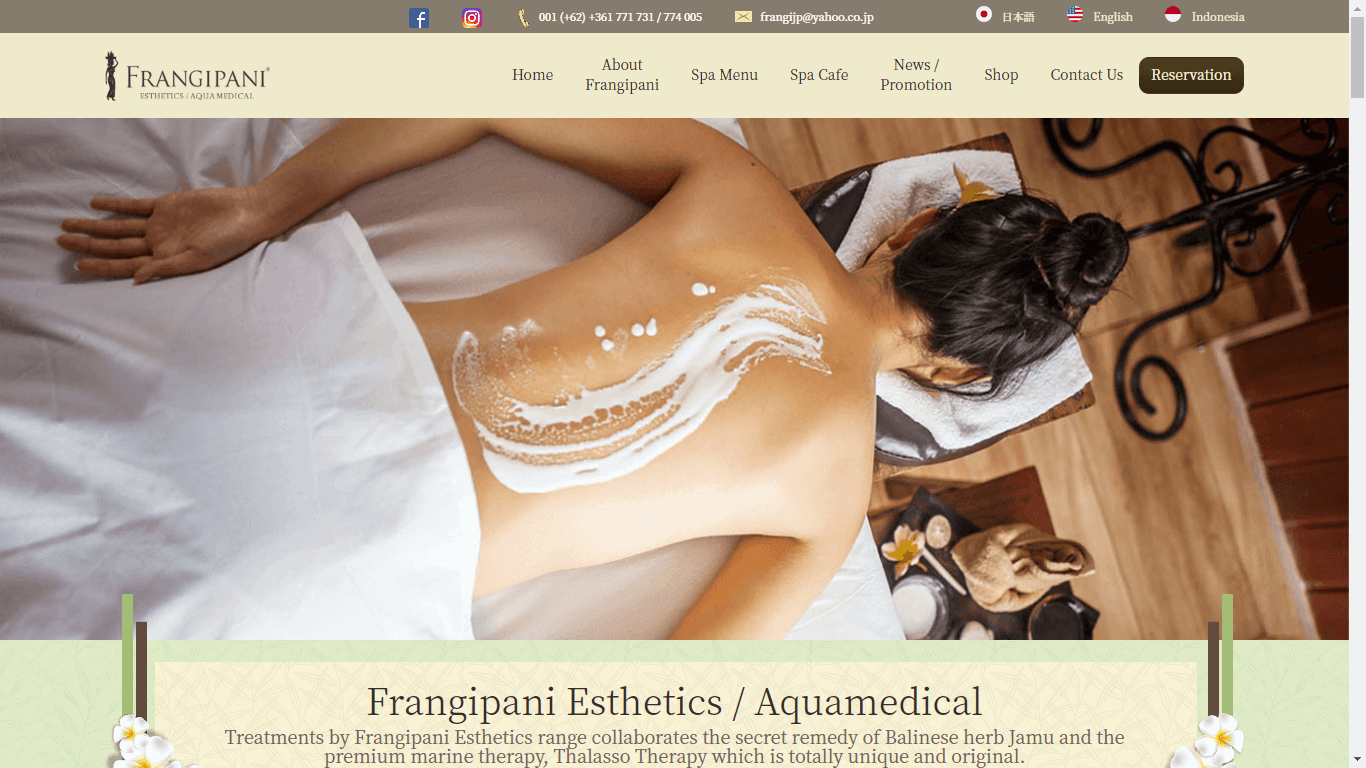 001 (+62) +361 771 731 / 774 005
frangijp@yahoo.co.jp
日本語
English
Indonesia
FRANGIPANI®
ESTHETICS / AQUAMEDICAL
Home
About
Frangipani
Spa Menu
Spa Cafe
News /
Promotion
Shop
Contact Us
Reservation
Frangipani Esthetics / Aquamedical
Treatments by Frangipani Esthetics range collaborates the secret remedy of Balinese herb Jamu and the
premium marine therapy, Thalasso Therapy which is totally unique and original.